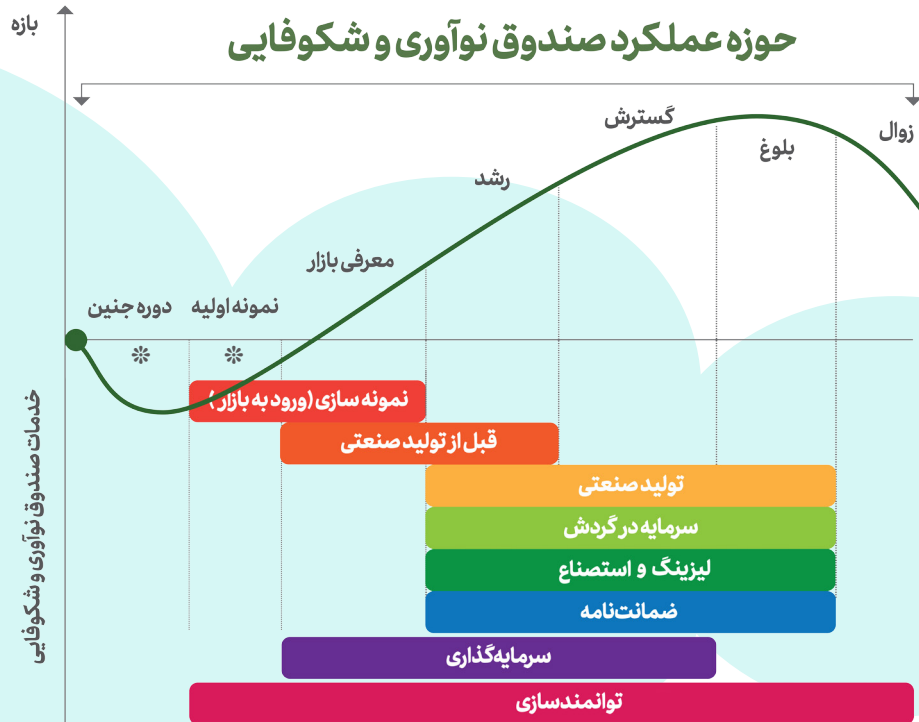 بازه
حوزه عملکرد صندوق نوآوری و شکوفایی
زوال
بلوغ
گسترش
رشد
معرفی بازار
نمونه اولیه
دوره جنین
نمونه سازی (ورود به بازار)
قبل از تولید صنعتی
تولید صنعتی
سرمایه در گردش
لیزینگ و استصناع
ضمانت‌نامه
سرمایه‌گذاری
توانمندسازی
خدمات صندوق نوآوری و شکوفایی